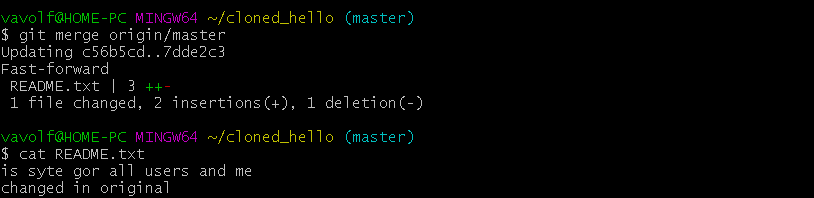 vavolf@HOME-PC MINGW64 ~/cloned_hello (master)
$ git merge origin/master
Updating c56b5cd..7dde2c3
Fast-forward
 README.txt | 3 ++-
 1 file changed, 2 insertions(+), 1 deletion(-)
vavolf@HOME-PC MINGW64 ~/cloned_hello (master)
$ cat README.txt
is syte gor all users and me
changed in original